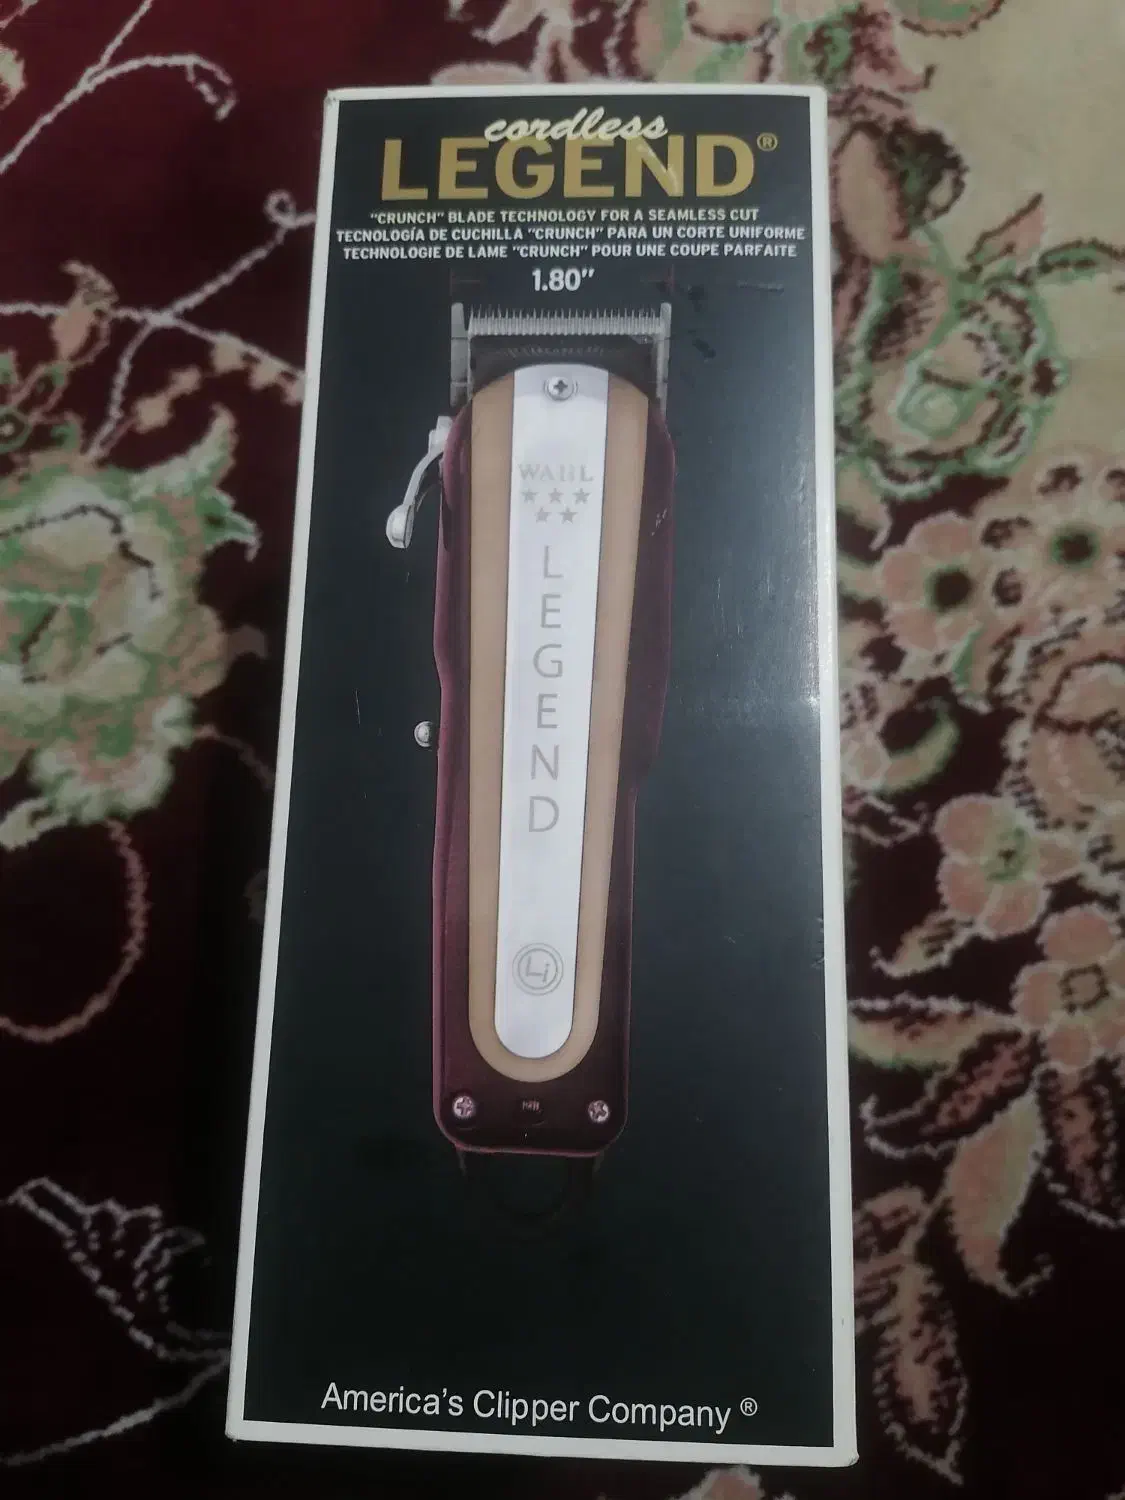 cordless
LEGEND®
"CRUNCH" BLADE TECHNOLOGY FOR A SEAMLESS CUT
TECNOLOGÍA DE CUCHILLA "CRUNCH" PARA UN CORTE UNIFORME
TECHNOLOGIE DE LAME "CRUNCH" POUR UNE COUPE PARFAITE
1.80"
WAHL
LEGEND
Li
America's Clipper Company ®